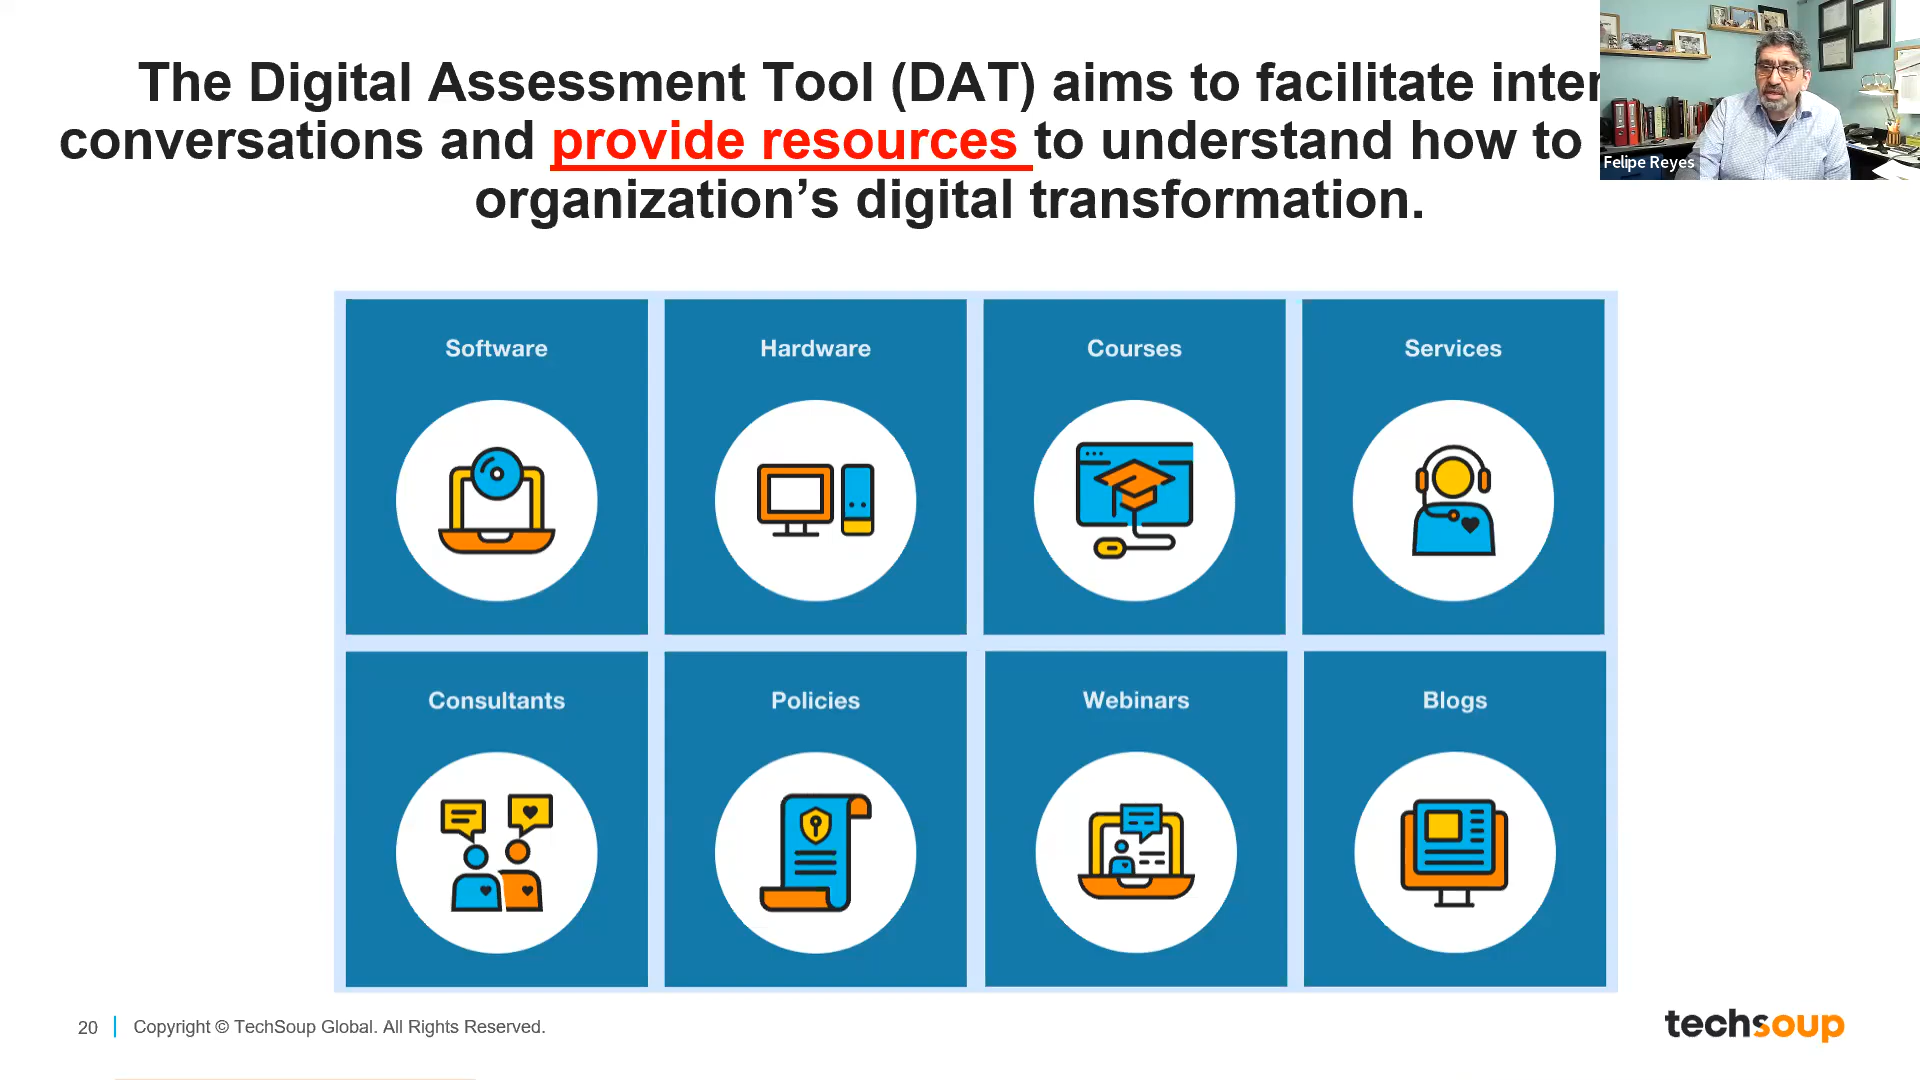 The Digital Assessment Tool (DAT) aims to facilitate
conversations and provide resources to understand how to
organization’s digital transformation.
Felipe Reyes
Software
Hardware
Courses
Services
Consultants
Policies
Webinars
Blogs
20
Copyright © TechSoup Global. All Rights Reserved.
techsoup